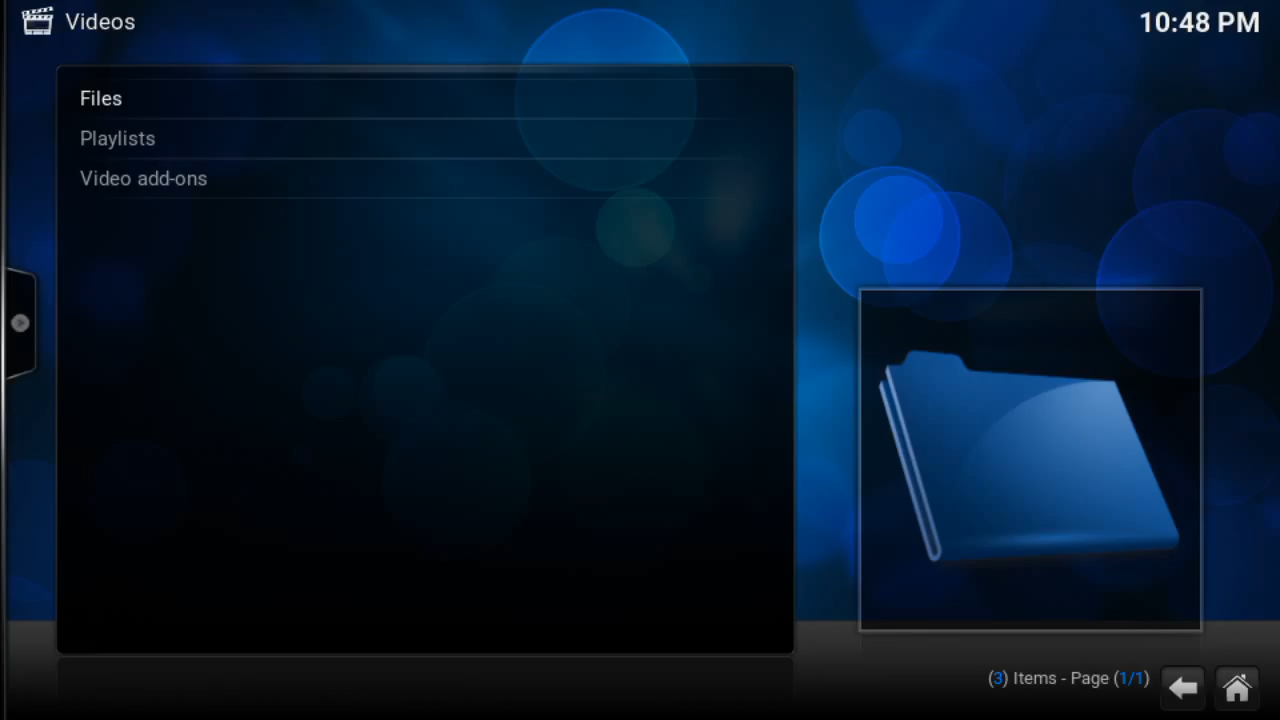 Videos
10:48 PM
Files
Playlists
Video add-ons
(3) Items - Page (1/1)